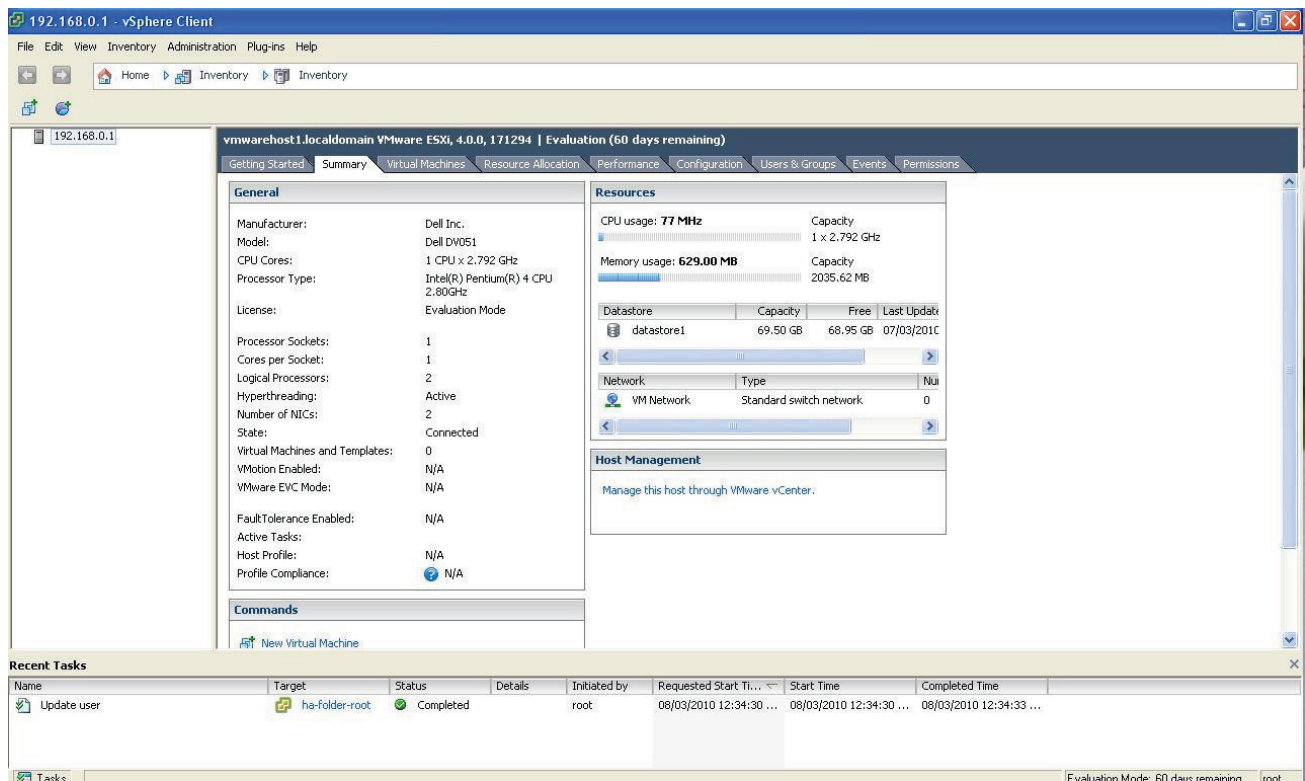 192.168.0.1 - vSphere Client
File Edit View Inventory Administration Plug-ins Help
Home Inventory Inventory
192.168.0.1
vmwarehost1.localdomain VMware ESXi, 4.0.0, 171294 | Evaluation (60 days remaining)
Getting Started Summary Virtual Machines Resource Allocation Performance Configuration Users & Groups Events Permissions
General
Manufacturer: Dell Inc.
Model: Dell DV051
CPU Cores: 1 CPU x 2.792 GHz
Processor Type: Intel(R) Pentium(R) 4 CPU
2.80GHz
License: Evaluation Mode
Processor Sockets: 1
Cores per Socket: 1
Logical Processors: 2
Hyperthreading: Active
Number of NICs: 2
State: Connected
Virtual Machines and Templates: 0
VMotion Enabled: N/A
VMware EVC Mode: N/A
FaultTolerance Enabled: N/A
Active Tasks:
Host Profile: N/A
Profile Compliance: N/A
Commands
New Virtual Machine
Resources
CPU usage: 77 MHz Capacity
1 x 2.792 GHz
Memory usage: 629.00 MB Capacity
2035.62 MB
Datastore Capacity Free Last Update
datastore1 69.50 GB 68.95 GB 07/03/2010
Network Type Nu
VM Network Standard switch network 0
Host Management
Manage this host through VMware vCenter.
Recent Tasks
Name Target Status Details Initiated by Requested Start Ti... Start Time Completed Time
Update user ha-folder-root Completed root 08/03/2010 12:34:30 ... 08/03/2010 12:34:30 ... 08/03/2010 12:34:33 ...
Tasks Evaluation Mode: 60 days remaining root